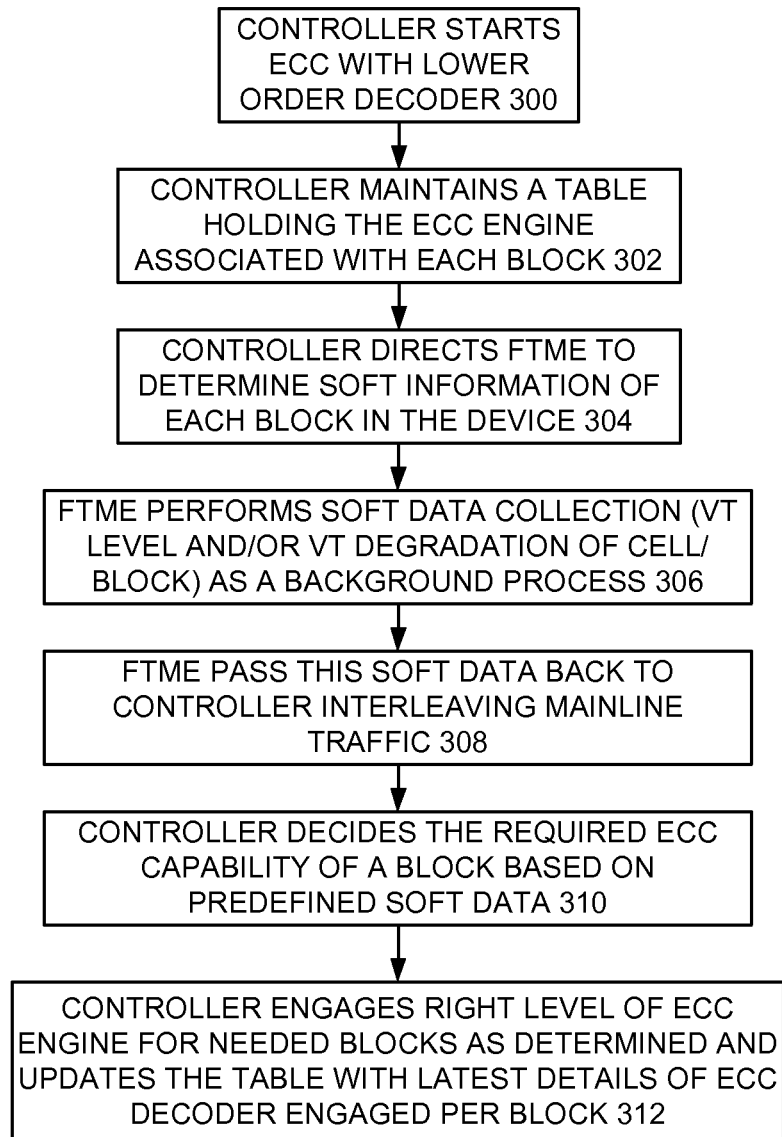 CONTROLLER STARTS
ECC WITH LOWER
ORDER DECODER 300
CONTROLLER MAINTAINS A TABLE
HOLDING THE ECC ENGINE
ASSOCIATED WITH EACH BLOCK 302
CONTROLLER DIRECTS FTME TO
DETERMINE SOFT INFORMATION OF
EACH BLOCK IN THE DEVICE 304
FTME PERFORMS SOFT DATA COLLECTION (VT
LEVEL AND/OR VT DEGRADATION OF CELL/
BLOCK) AS A BACKGROUND PROCESS 306
FTME PASS THIS SOFT DATA BACK TO
CONTROLLER INTERLEAVING MAINLINE
TRAFFIC 308
CONTROLLER DECIDES THE REQUIRED ECC
CAPABILITY OF A BLOCK BASED ON
PREDEFINED SOFT DATA 310
CONTROLLER ENGAGES RIGHT LEVEL OF ECC
ENGINE FOR NEEDED BLOCKS AS DETERMINED AND
UPDATES THE TABLE WITH LATEST DETAILS OF ECC
DECODER ENGAGED PER BLOCK 312